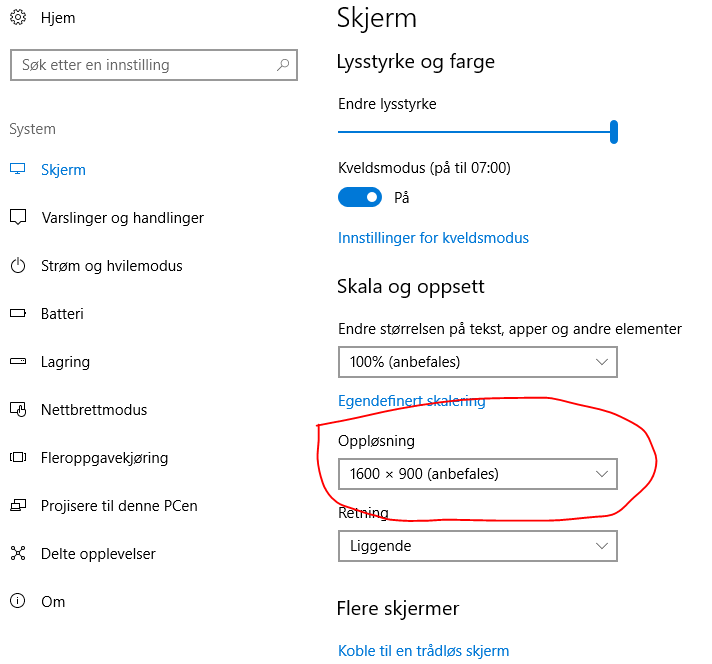 Hjem
Søk etter en innstilling
System
Skjerm
Varslinger og handlinger
Strøm og hvilemodus
Batteri
Lagring
Nettbrettmodus
Fleroppgavekjøring
Projisere til denne PCen
Delte opplevelser
Om
Skjerm
Lysstyrke og farge
Endre lysstyrke
Kveldsmodus (på til 07:00)
På
Innstillinger for kveldsmodus
Skala og oppsett
Endre størrelsen på tekst, apper og andre elementer
100% (anbefales)
Egendefinert skalering
Oppløsning
1600 × 900 (anbefales)
Retning
Liggende
Flere skjermer
Koble til en trådløs skjerm